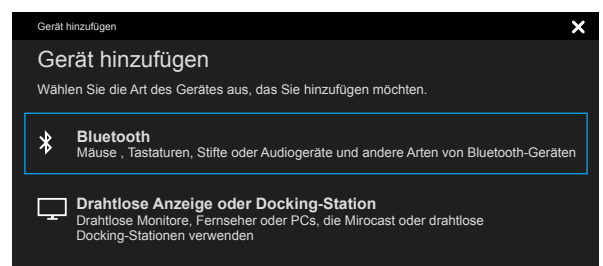 Gerät hinzufügen
Gerät hinzufügen
Wählen Sie die Art des Gerätes aus, das Sie hinzufügen möchten.
Bluetooth
Mäuse , Tastaturen, Stifte oder Audiogeräte und andere Arten von Bluetooth-Geräten
Drahtlose Anzeige oder Docking-Station
Drahtlose Monitore, Fernseher oder PCs, die Mirocast oder drahtlose
Docking-Stationen verwenden